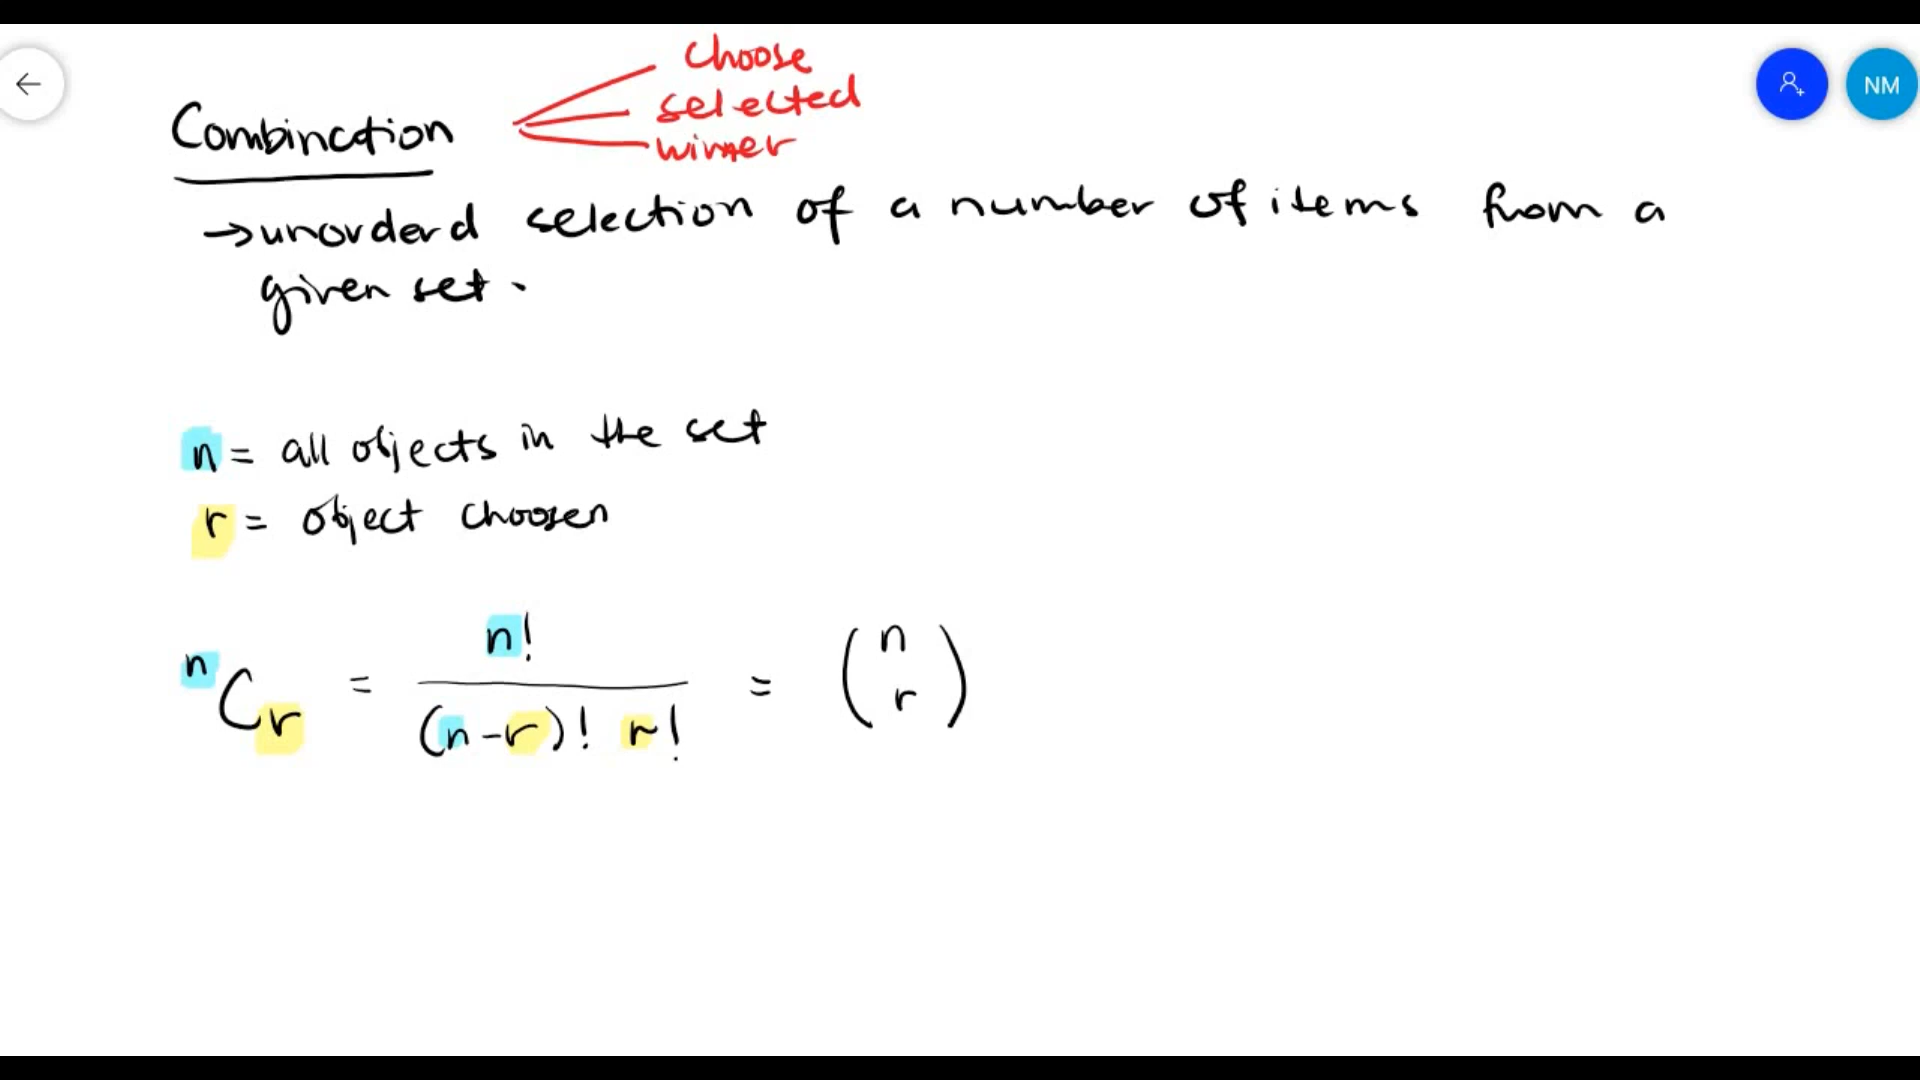 choose
selected
winner
Combination
→ unorderd selection of a number of items from a
given set.
n = all objects in the set
r = object choosen
nCr = n! / (n-r)! r! = (n r)
NM